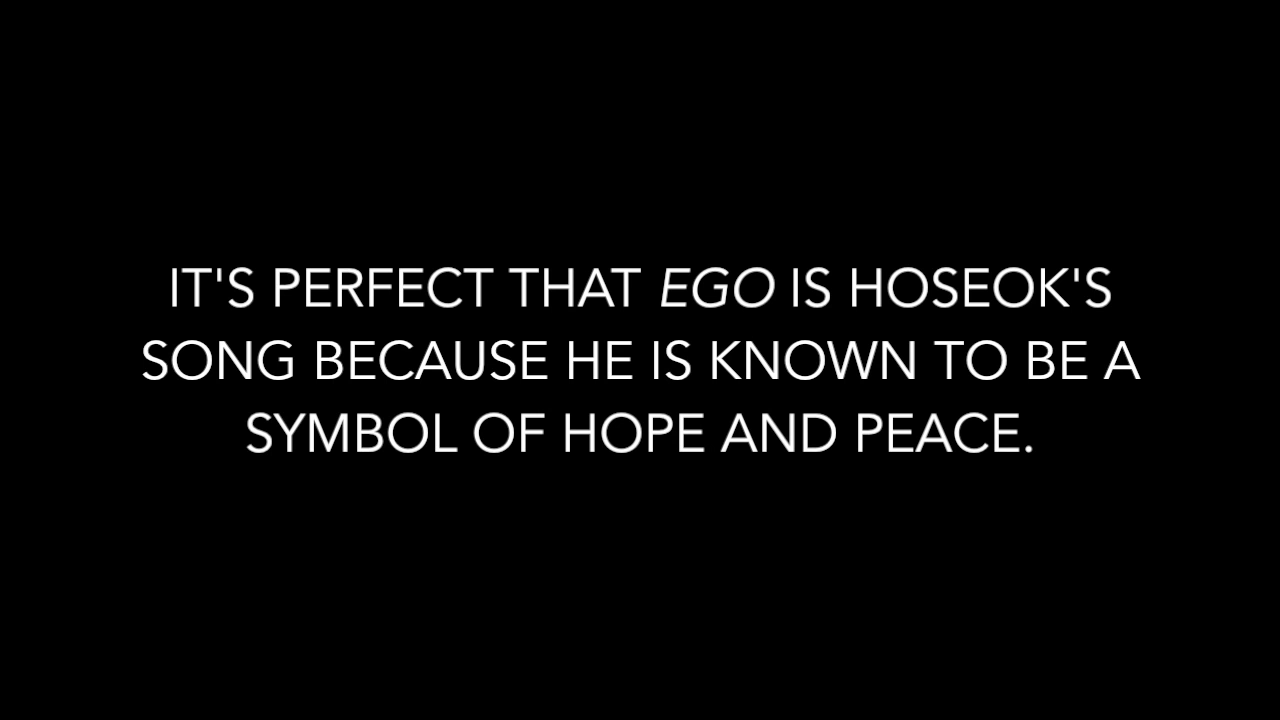 IT'S PERFECT THAT EGO IS HOSEOK'S
SONG BECAUSE HE IS KNOWN TO BE A
SYMBOL OF HOPE AND PEACE.